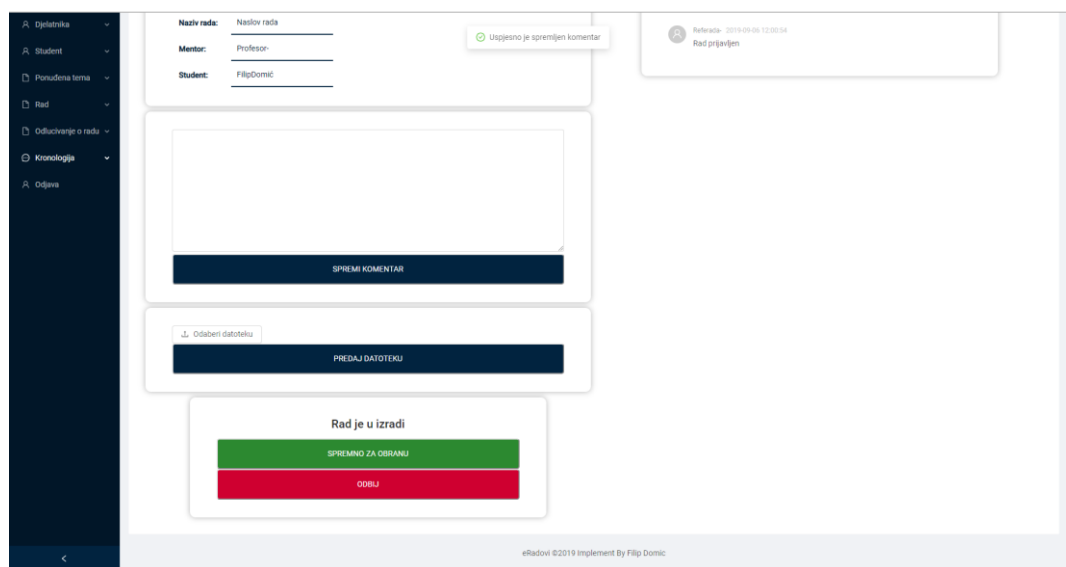 Djelatnika
Student
Ponuđena tema
Rad
Odlucivanje o radu
Kronologija
Odjava
Naziv rada: Naslov rada
Mentor: Profesor-
Student: FilipDomić
Uspjesno je spremljen komentar
Referada- 2019-09-06 12:00:54
Rad prijavljen
SPREMI KOMENTAR
Odaberi datoteku
PREDAJ DATOTEKU
Rad je u izradi
SPREMNO ZA OBRANU
ODBIJ
eRadovi ©2019 Implement By Filip Domic